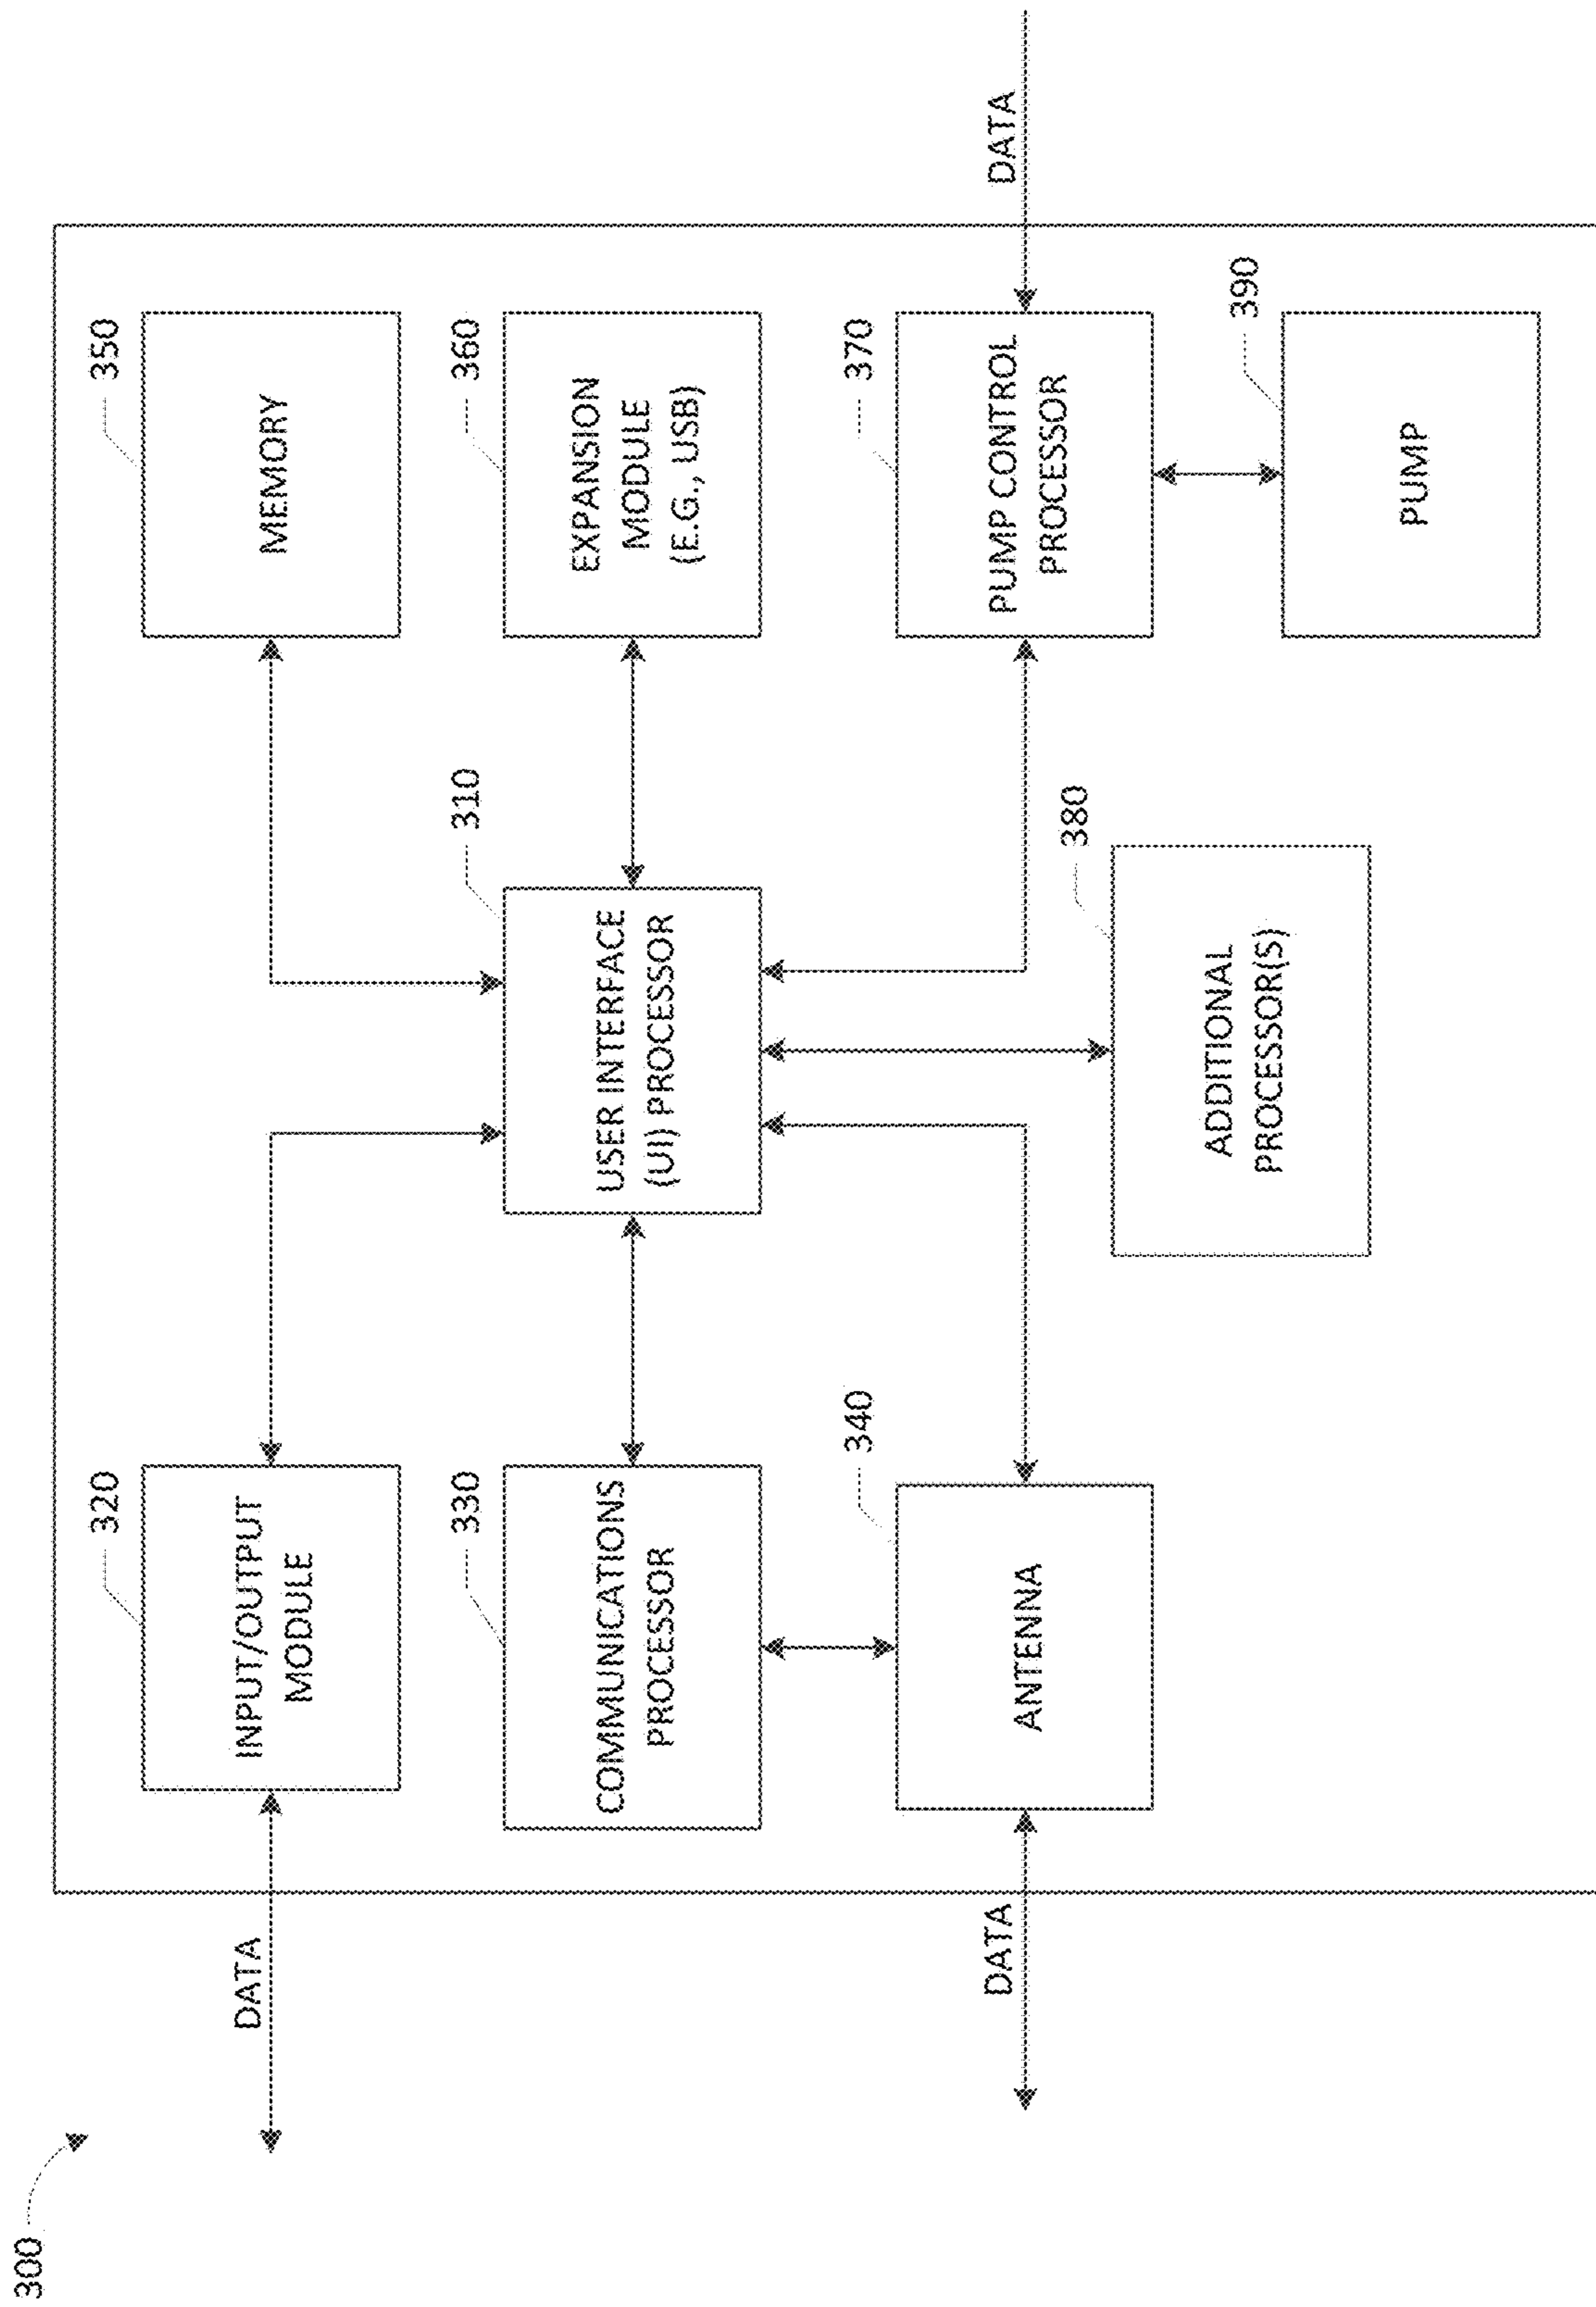 300
DATA
320
INPUT/OUTPUT
MODULE
350
MEMORY
310
USER INTERFACE
(UI) PROCESSOR
330
COMMUNICATIONS
PROCESSOR
360
EXPANSION
MODULE
(E.G., USB)
DATA
340
ANTENNA
370
PUMP CONTROL
PROCESSOR
DATA
380
ADDITIONAL
PROCESSOR(S)
390
PUMP